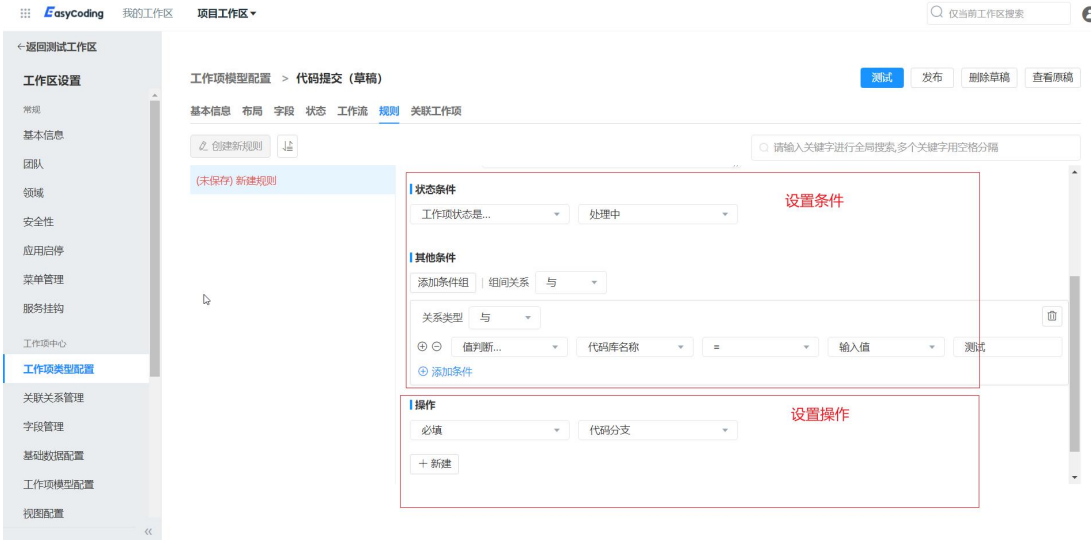 EasyCoding 我的工作区 项目工作区 仅当前工作区搜索
←返回测试工作区
工作区设置
常规
基本信息
团队
领域
安全性
应用启停
菜单管理
服务挂钩
工作项中心
工作项类型配置
关联关系管理
字段管理
基础数据配置
工作项模型配置
视图配置
工作项模型配置 > 代码提交（草稿）
测试 发布 删除草稿 查看原稿
基本信息 布局 字段 状态 工作流 规则 关联工作项
创建新规则 请输入关键字进行全局搜索,多个关键字用空格分隔
(未保存) 新建规则
状态条件 设置条件
工作项状态是... 处理中
其他条件
添加条件组 | 组间关系 与
关系类型 与
值判断... 代码库名称 = 输入值 测试
添加条件
操作 设置操作
必填 代码分支
+ 新建